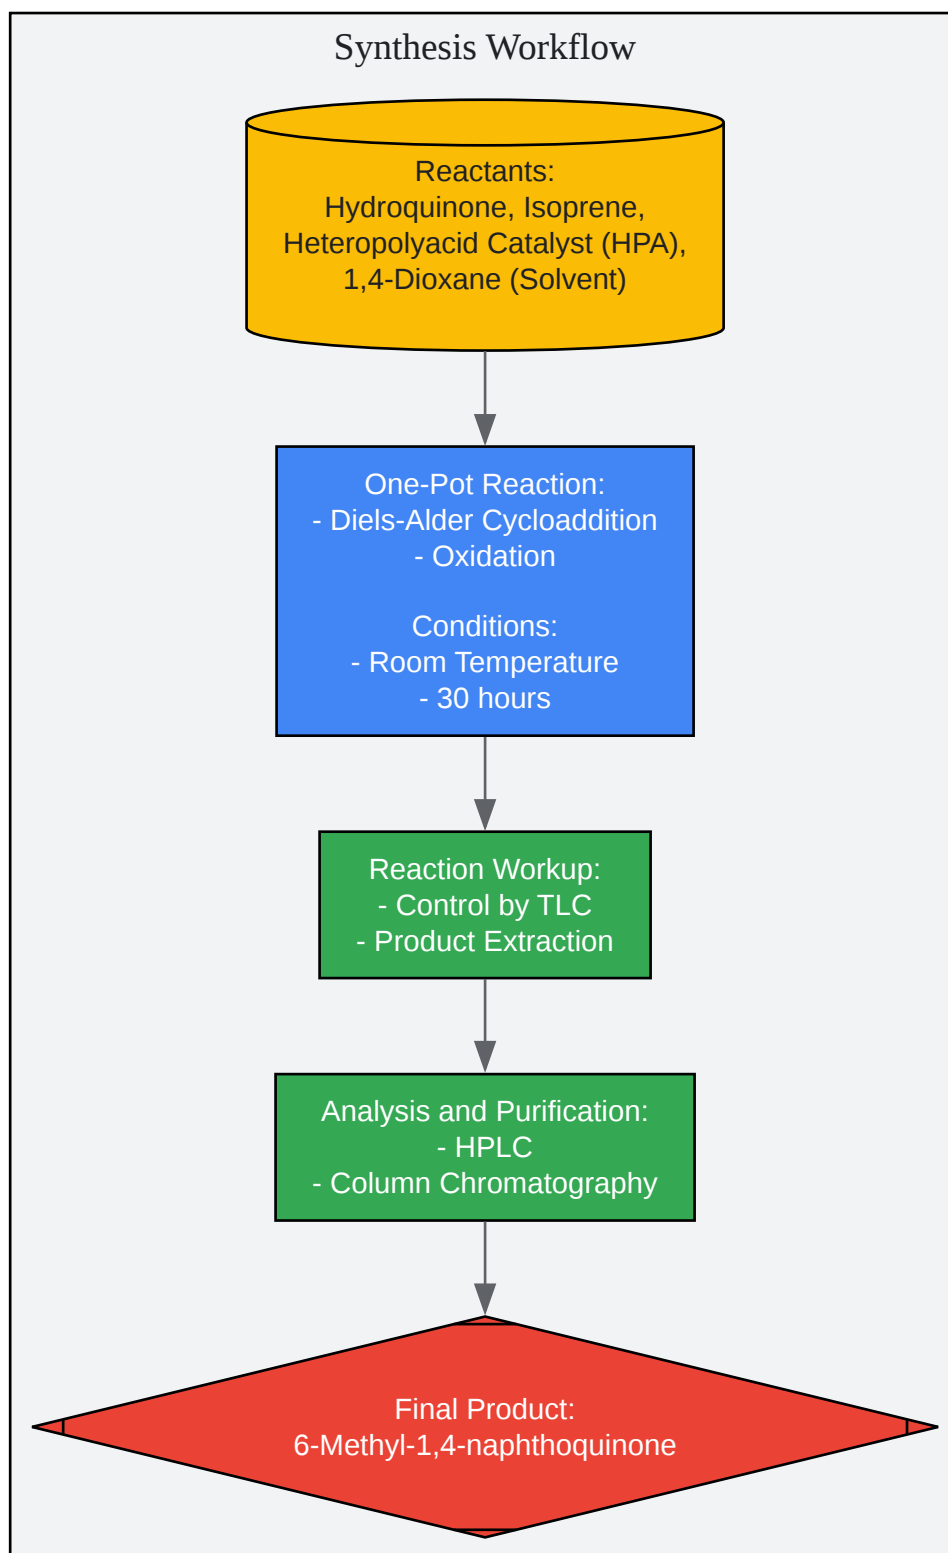 Synthesis Workflow
Reactants:
Hydroquinone, Isoprene,
Heteropolyacid Catalyst (HPA),
1,4-Dioxane (Solvent)
One-Pot Reaction:
- Diels-Alder Cycloaddition
- Oxidation
Conditions:
- Room Temperature
- 30 hours
Reaction Workup:
- Control by TLC
- Product Extraction
Analysis and Purification:
- HPLC
- Column Chromatography
Final Product:
6-Methyl-1,4-naphthoquinone